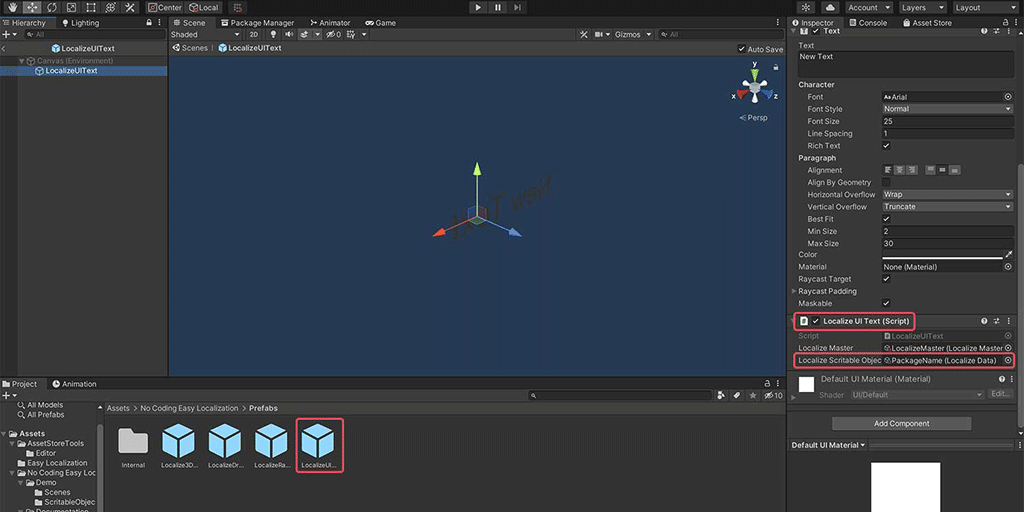 Center
Local
Account
Layers
Layout
Hierarchy
Lighting
All
LocalizeUIText
Canvas (Environment)
LocalizeUIText
Scene
Package Manager
Animator
Game
Shaded
2D
0
Gizmos
All
Scenes
LocalizeUIText
Auto Save
y
x
z
Persp
New Text
Inspector
Console
Asset Store
Text
Text
New Text
Character
Font
Aa Arial
Font Style
Normal
Font Size
25
Line Spacing
1
Rich Text
Paragraph
Alignment
Align By Geometry
Horizontal Overflow
Wrap
Vertical Overflow
Truncate
Best Fit
Min Size
2
Max Size
30
Color
Material
None (Material)
Raycast Target
Raycast Padding
Maskable
Localize UI Text (Script)
Script
LocalizeUIText
Localize Master
LocalizeMaster (Localize Master
Localize Scritable Objec
PackageName (Localize Data)
Default UI Material (Material)
Shader
UI/Default
Edit...
Add Component
Default UI Material
Project
Animation
10
All Models
All Prefabs
Assets
AssetStoreTools
Editor
Easy Localization
No Coding Easy Loc
Demo
Scenes
ScritableObjec
Documentation
Assets > No Coding Easy Localization > Prefabs
Internal
Localize3D...
LocalizeDr...
LocalizeRa...
LocalizeUI...